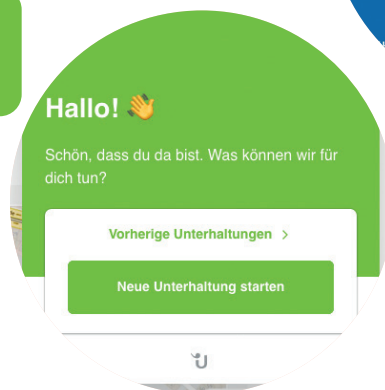 Hallo! 👋
Schön, dass du da bist. Was können wir für
dich tun?
Vorherige Unterhaltungen >
Neue Unterhaltung starten